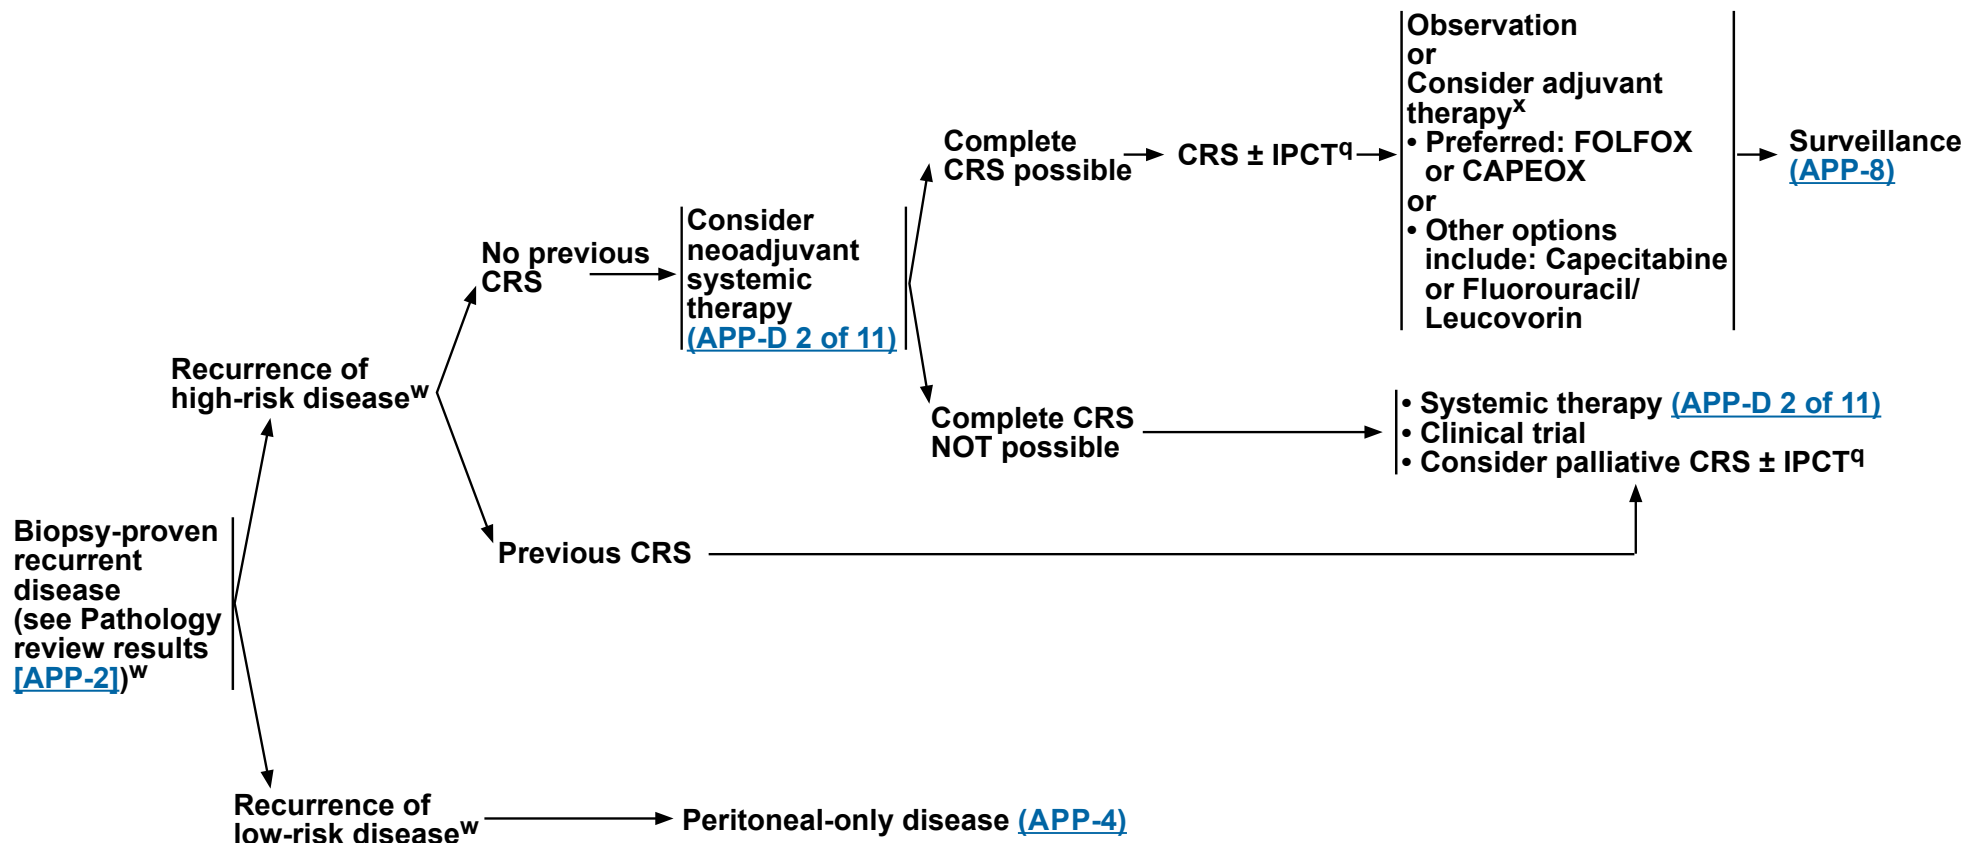 Biopsy-proven
recurrent
disease
(see Pathology
review results
[APP-2])w
Recurrence of
high-risk diseasew
No previous
CRS
Consider
neoadjuvant
systemic
therapy
(APP-D 2 of 11)
Complete
CRS possible
CRS ± IPCTq
Observation
or
Consider adjuvant
therapyx
• Preferred: FOLFOX
or CAPEOX
or
• Other options
include: Capecitabine
or Fluorouracil/
Leucovorin
Surveillance
(APP-8)
Complete CRS
NOT possible
• Systemic therapy (APP-D 2 of 11)
• Clinical trial
• Consider palliative CRS ± IPCTq
Previous CRS
Recurrence of
low-risk diseasew
Peritoneal-only disease (APP-4)